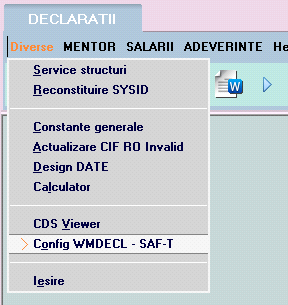 DECLARATII
Diverse MENTOR SALARII ADEVERINTE He
Service structuri
Reconstituire SYSID
W
Constante generale
Actualizare CIF RO Invalid
Design DATE
Calculator
CDS Viewer
Config WMDECL - SAF-T
Iesire